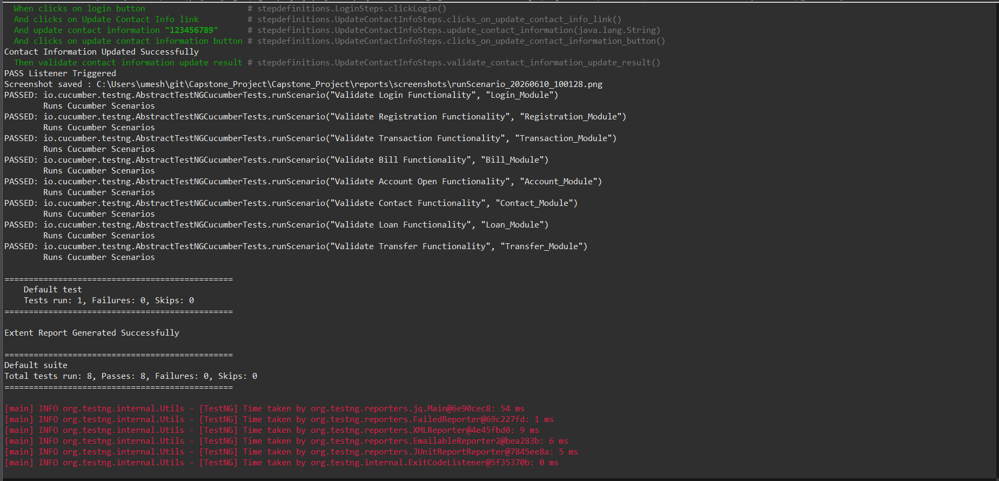 When clicks on login button # stepdefinitions.LoginSteps.clickLogin()
And clicks on Update Contact Info link # stepdefinitions.UpdateContactInfoSteps.clicks_on_update_contact_info_link()
And update contact information "123456789" # stepdefinitions.UpdateContactInfoSteps.update_contact_information(java.lang.String)
And clicks on update contact information button # stepdefinitions.UpdateContactInfoSteps.clicks_on_update_contact_information_button()
Contact Information Updated Successfully
Then validate contact information update result # stepdefinitions.UpdateContactInfoSteps.validate_contact_information_update_result()
PASS Listener Triggered
Screenshot saved : C:\Users\umesh\git\Capstone_Project\Capstone_Project\reports\screenshots\runScenario_20260610_100128.png
PASSED: io.cucumber.testng.AbstractTestNGCucumberTests.runScenario("Validate Login Functionality", "Login_Module")
Runs Cucumber Scenarios
PASSED: io.cucumber.testng.AbstractTestNGCucumberTests.runScenario("Validate Registration Functionality", "Registration_Module")
Runs Cucumber Scenarios
PASSED: io.cucumber.testng.AbstractTestNGCucumberTests.runScenario("Validate Transaction Functionality", "Transaction_Module")
Runs Cucumber Scenarios
PASSED: io.cucumber.testng.AbstractTestNGCucumberTests.runScenario("Validate Bill Functionality", "Bill_Module")
Runs Cucumber Scenarios
PASSED: io.cucumber.testng.AbstractTestNGCucumberTests.runScenario("Validate Account Open Functionality", "Account_Module")
Runs Cucumber Scenarios
PASSED: io.cucumber.testng.AbstractTestNGCucumberTests.runScenario("Validate Contact Functionality", "Contact_Module")
Runs Cucumber Scenarios
PASSED: io.cucumber.testng.AbstractTestNGCucumberTests.runScenario("Validate Loan Functionality", "Loan_Module")
Runs Cucumber Scenarios
PASSED: io.cucumber.testng.AbstractTestNGCucumberTests.runScenario("Validate Transfer Functionality", "Transfer_Module")
Runs Cucumber Scenarios
===============================================
Default test
Tests run: 1, Failures: 0, Skips: 0
===============================================
Extent Report Generated Successfully
===============================================
Default suite
Total tests run: 8, Passes: 8, Failures: 0, Skips: 0
===============================================
[main] INFO org.testng.internal.Utils - [TestNG] Time taken by org.testng.reporters.jq.Main@6e90cec8: 54 ms
[main] INFO org.testng.internal.Utils - [TestNG] Time taken by org.testng.reporters.FailedReporter@69c227fd: 1 ms
[main] INFO org.testng.internal.Utils - [TestNG] Time taken by org.testng.reporters.XMLReporter@4e45fbd0: 9 ms
[main] INFO org.testng.internal.Utils - [TestNG] Time taken by org.testng.reporters.EmailableReporter2@bea283b: 6 ms
[main] INFO org.testng.internal.Utils - [TestNG] Time taken by org.testng.reporters.JUnitReportReporter@7845ee8a: 5 ms
[main] INFO org.testng.internal.Utils - [TestNG] Time taken by org.testng.internal.ExitCodeListener@5f35370b: 0 ms